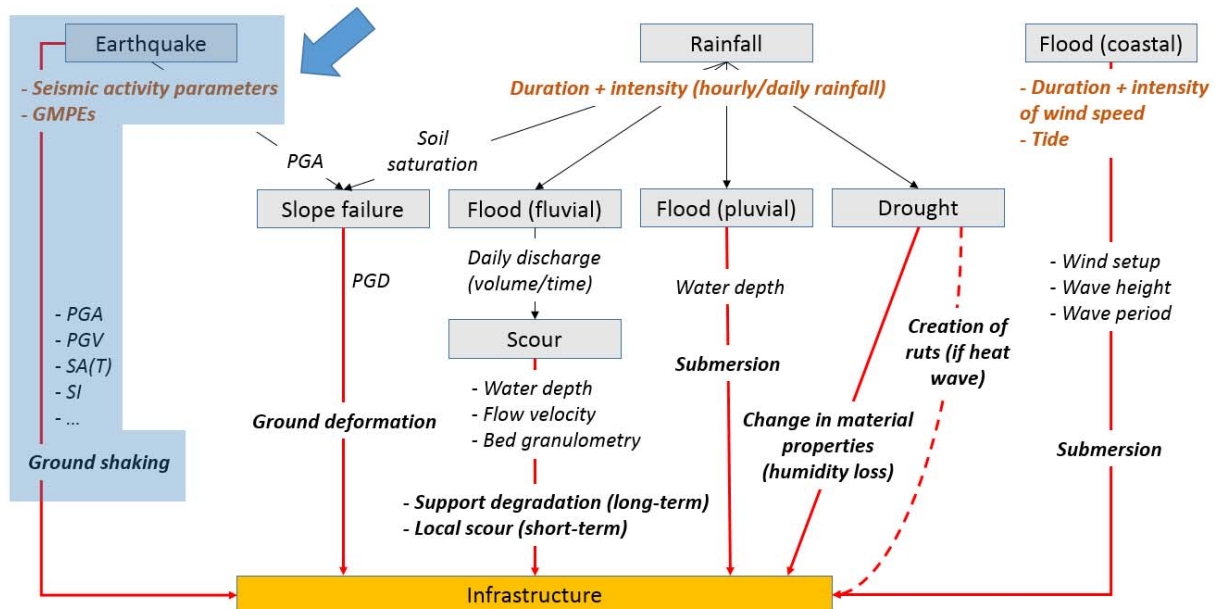 Earthquake
- Seismic activity parameters
- GMPEs
Rainfall
Duration + intensity (hourly/daily rainfall)
Flood (coastal)
- Duration + intensity
of wind speed
- Tide
PGA
Soil
saturation
Slope failure
Flood (fluvial)
Flood (pluvial)
Drought
- PGA
- PGV
- SA(T)
- SI
- ...
Ground shaking
PGD
Ground deformation
Daily discharge
(volume/time)
Scour
- Water depth
- Flow velocity
- Bed granulometry
- Support degradation (long-term)
- Local scour (short-term)
Water depth
Submersion
Change in material
properties
(humidity loss)
Creation of
ruts (if heat
wave)
- Wind setup
- Wave height
- Wave period
Submersion
Infrastructure